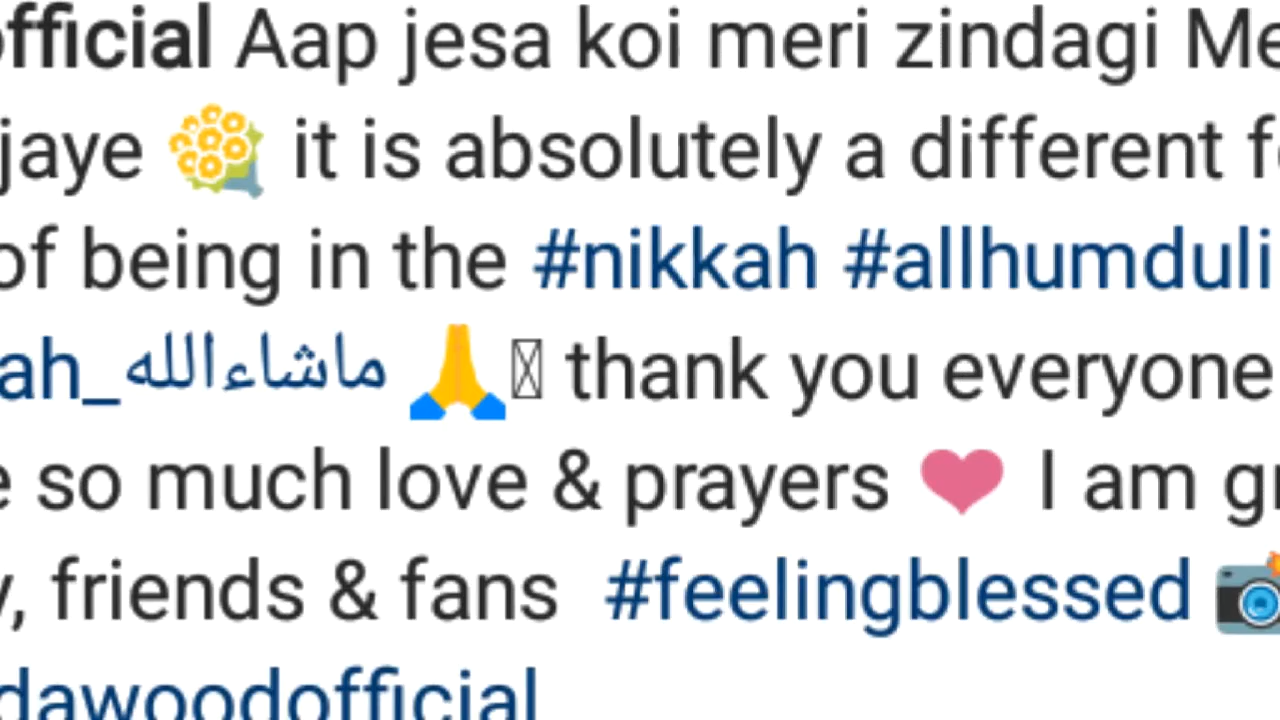 official Aap jesa koi meri zindagi Me
jaye 💐 it is absolutely a different f
of being in the #nikkah #allhumduli
ah_ماشاءالله 🙏 thank you everyone
e so much love & prayers ❤ I am gr
y, friends & fans #feelingblessed 📸
dawoodofficial